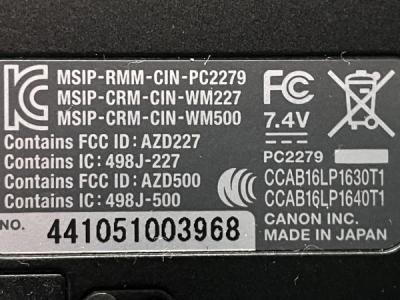 MSIP-RMM-CIN-PC2279
MSIP-CRM-CIN-WM227
MSIP-CRM-CIN-WM500
Contains FCC ID: AZD227
Contains IC: 498J-227
Contains FCC ID: AZD500
Contains IC: 498J-500
FC
7.4V
PC2279
CCAB16LP1630T1
CCAB16LP1640T1
CANON INC.
MADE IN JAPAN
NO. 441051003968